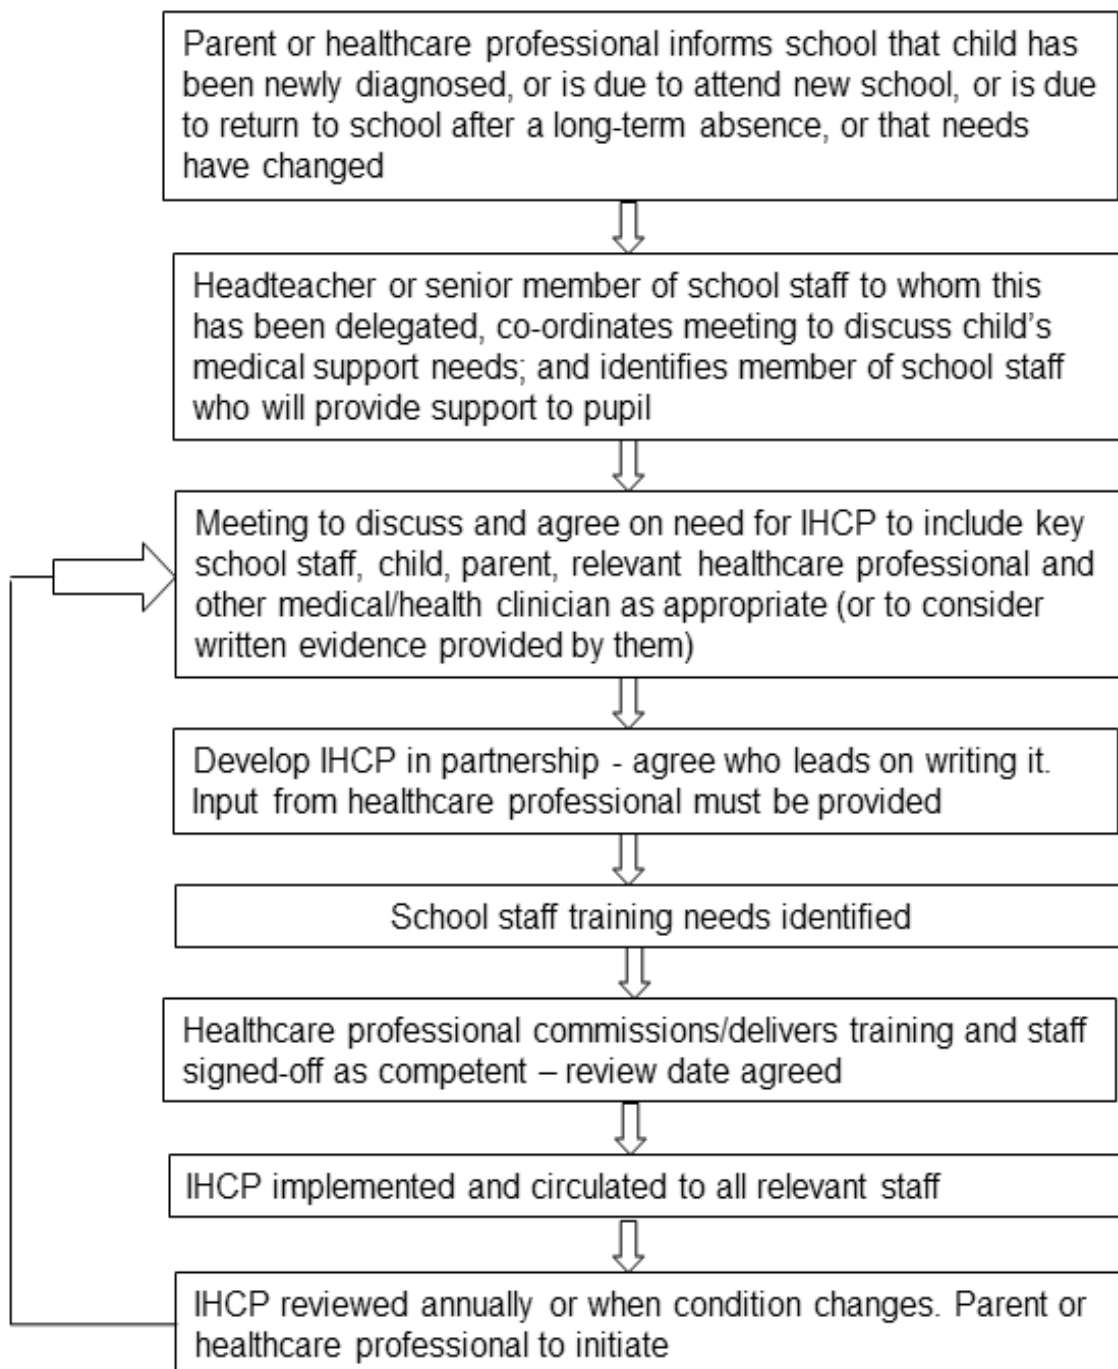 Parent or healthcare professional informs school that child has
been newly diagnosed, or is due to attend new school, or is due
to return to school after a long-term absence, or that needs
have changed
Headteacher or senior member of school staff to whom this
has been delegated, co-ordinates meeting to discuss child's
medical support needs; and identifies member of school staff
who will provide support to pupil
Meeting to discuss and agree on need for IHCP to include key
school staff, child, parent, relevant healthcare professional and
other medical/health clinician as appropriate (or to consider
written evidence provided by them)
Develop IHCP in partnership - agree who leads on writing it.
Input from healthcare professional must be provided
School staff training needs identified
Healthcare professional commissions/delivers training and staff
signed-off as competent – review date agreed
IHCP implemented and circulated to all relevant staff
IHCP reviewed annually or when condition changes. Parent or
healthcare professional to initiate